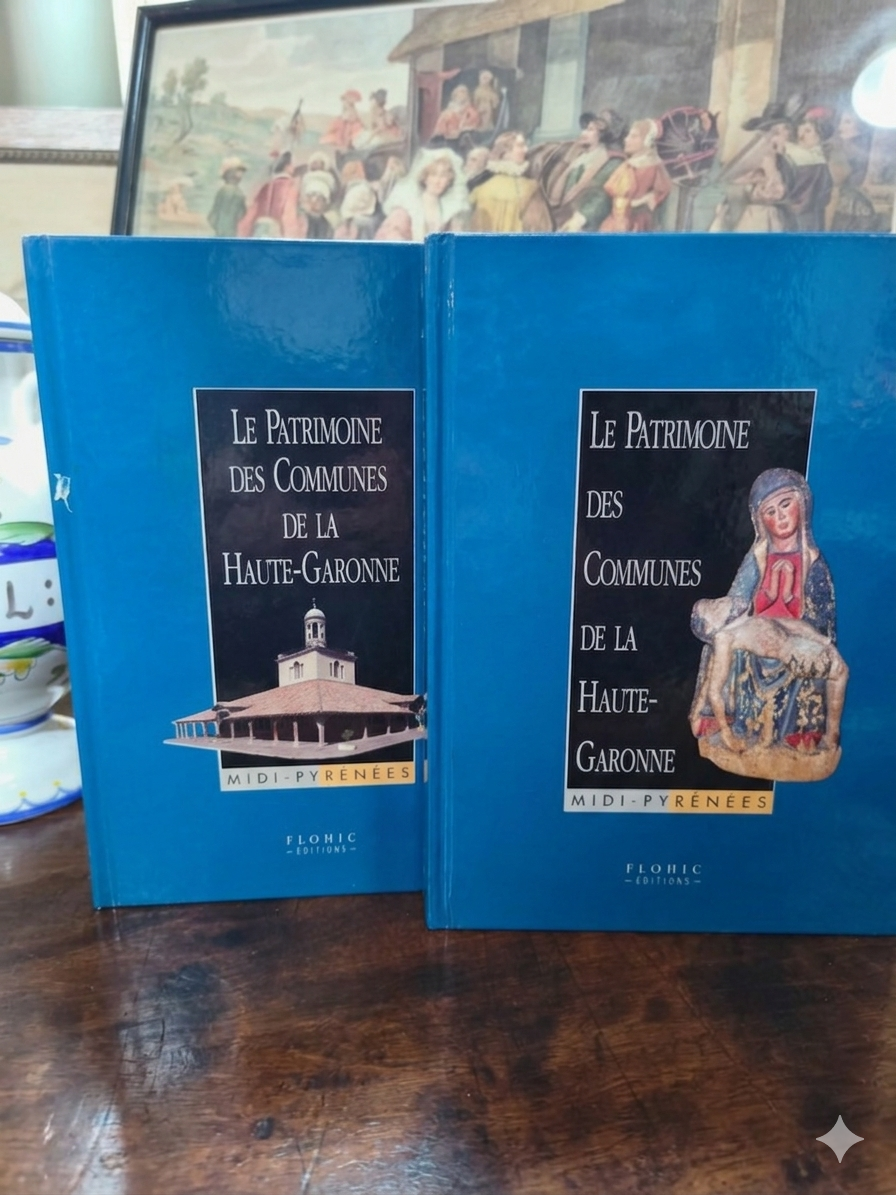 LE PATRIMOINE
DES COMMUNES
DE LA
HAUTE-GARONNE
MIDI-PYRÉNÉES
FLOHIC
ÉDITIONS
LE PATRIMOINE
DES
COMMUNES
DE LA
HAUTE-
GARONNE
MIDI-PYRÉNÉES
FLOHIC
ÉDITIONS
L: